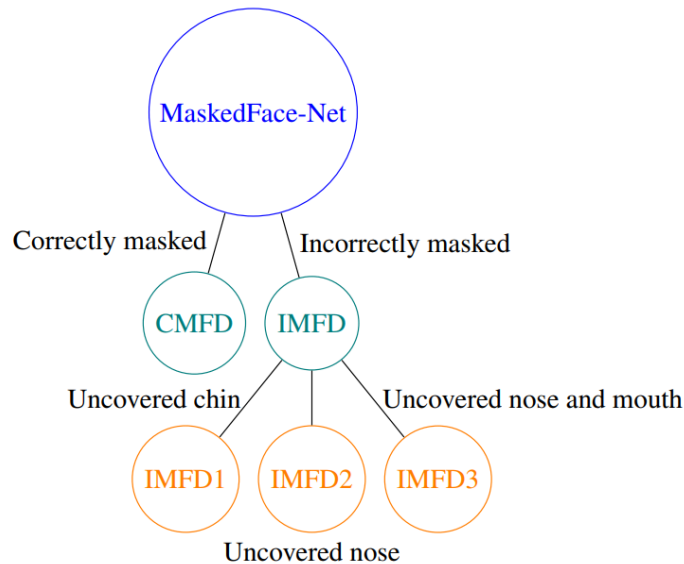 MaskedFace-Net
Correctly masked
Incorrectly masked
CMFD
IMFD
Uncovered chin
Uncovered nose and mouth
IMFD1
IMFD2
IMFD3
Uncovered nose